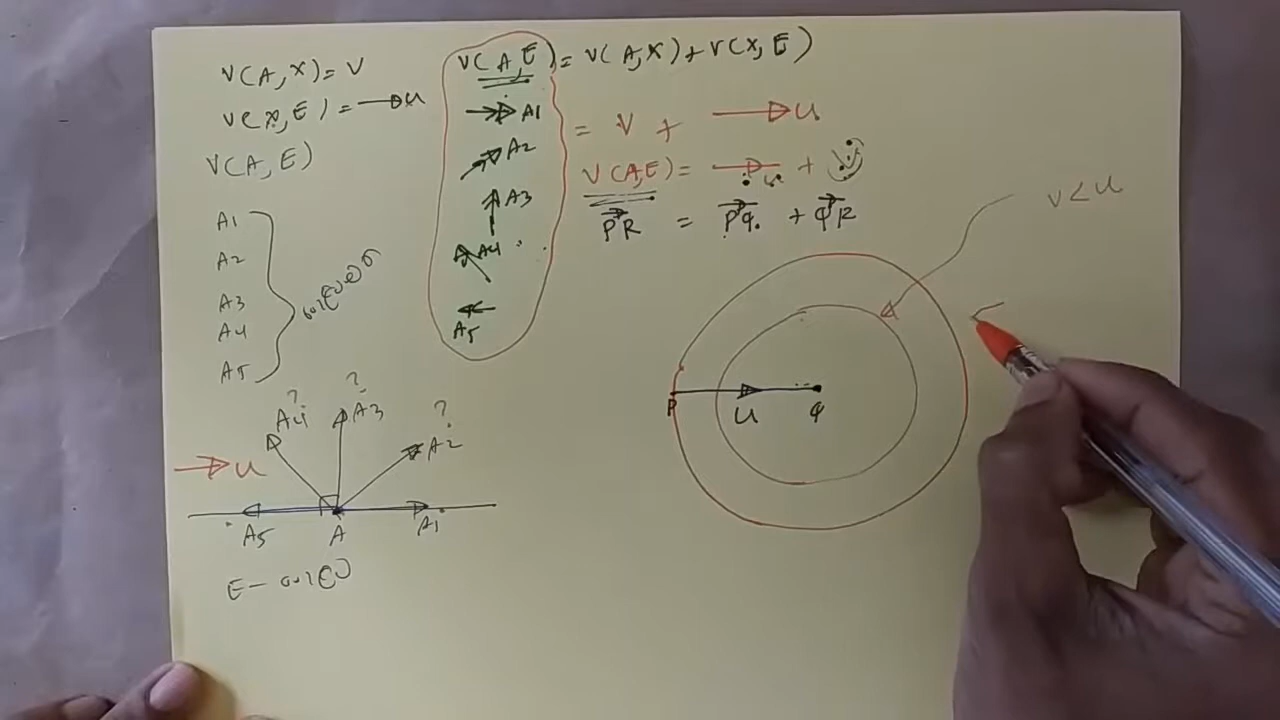 V(A,X)=V
V(X,E)=→u
V(A,E)
A1
A2
A3
A4
A5
V(A,E)=V(A,X)+V(X,E)
A1
A2
A3
A4
A5
= V + →u
V(A,E)= →u + V
PR = PQ + QR
V<U
P
U
Q
?
?
?
A4
A3
A2
→u
A5
A
A1
E-